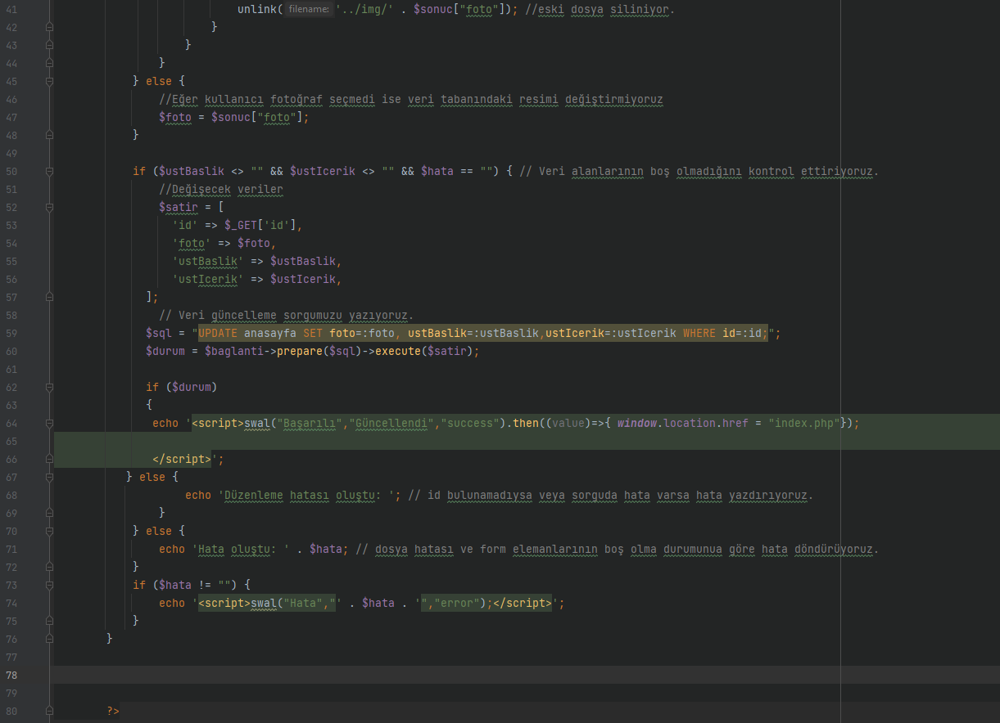 41 unlink( filename: '../img/' . $sonuc["foto"]); //eski dosya siliniyor.
42 }
43 }
44 }
45 } else {
46 //Eğer kullanıcı fotoğraf seçmedi ise veri tabanındaki resimi değiştirmiyoruz
47 $foto = $sonuc["foto"];
48 }
49
50 if ($ustBaslik <> "" && $ustIcerik <> "" && $hata == "") { // Veri alanlarının boş olmadığını kontrol ettiriyoruz.
51 //Değişecek veriler
52 $satir = [
53 'id' => $_GET['id'],
54 'foto' => $foto,
55 'ustBaslik' => $ustBaslik,
56 'ustIcerik' => $ustIcerik,
57 ];
58 // Veri güncelleme sorgumuzu yazıyoruz.
59 $sql = "UPDATE anasayfa SET foto=:foto, ustBaslik=:ustBaslik,ustIcerik=:ustIcerik WHERE id=:id;";
60 $durum = $baglanti->prepare($sql)->execute($satir);
61
62 if ($durum)
63 {
64 echo '<script>swal("Başarılı","Güncellendi","success").then((value)=>{ window.location.href = "index.php"});
65
66 </script>';
67 } else {
68 echo 'Düzenleme hatası oluştu: '; // id bulunamadıysa veya sorguda hata varsa hata yazdırıyoruz.
69 }
70 } else {
71 echo 'Hata oluştu: ' . $hata; // dosya hatası ve form elemanlarının boş olma durumunua göre hata döndürüyoruz.
72 }
73 if ($hata != "") {
74 echo '<script>swal("Hata","' . $hata . '","error");</script>';
75 }
76 }
77
78
79
80 ?>